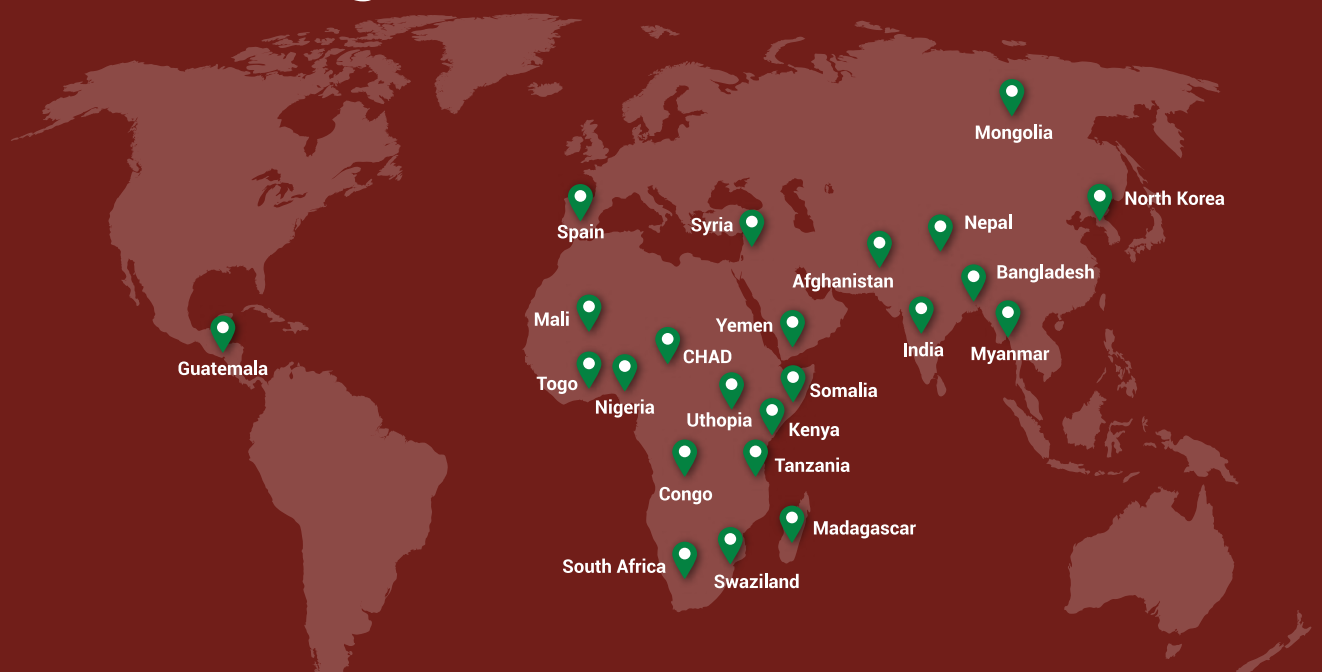 Mongolia
North Korea
Spain
Syria
Nepal
Afghanistan
Bangladesh
Mali
Yemen
Guatemala
CHAD
India
Myanmar
Togo
Nigeria
Somalia
Uthopia
Kenya
Tanzania
Congo
Madagascar
South Africa
Swaziland